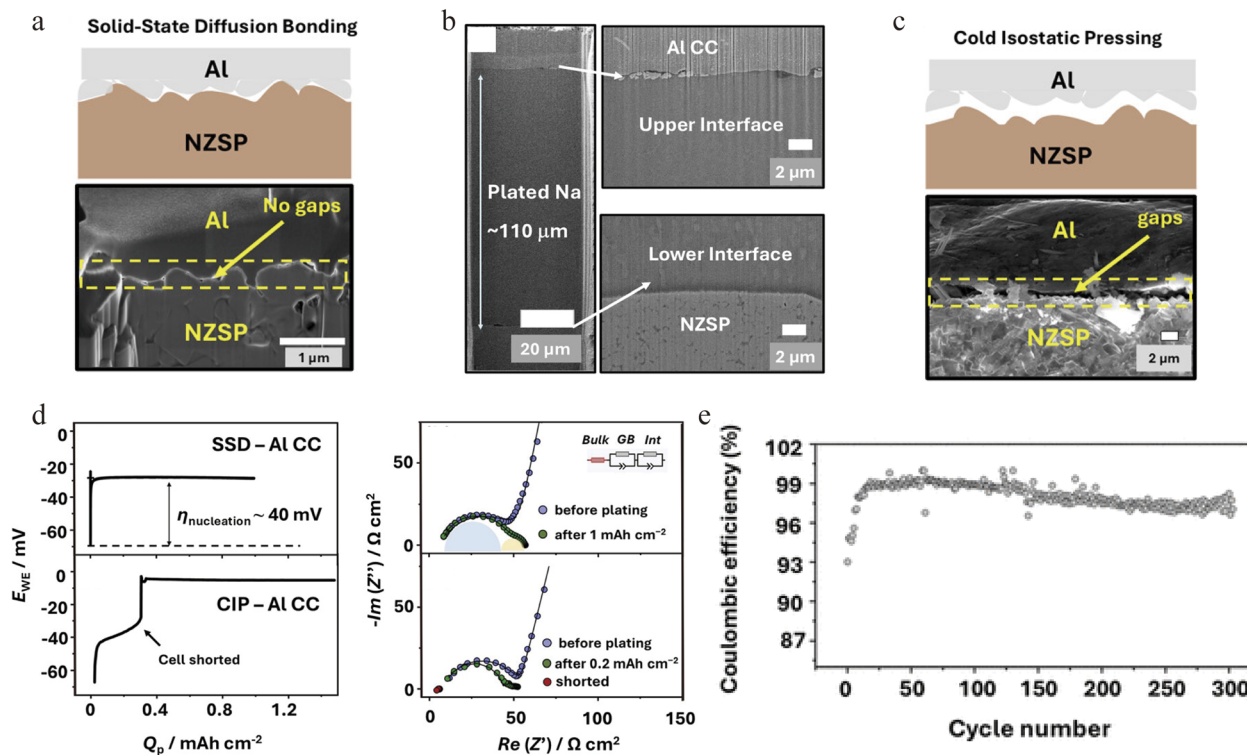 a
Solid-State Diffusion Bonding
Al
NZSP
No gaps
Al
NZSP
1 μm
b
Al CC
Upper Interface
2 μm
Plated Na
~110 μm
20 μm
Lower Interface
NZSP
2 μm
c
Cold Isostatic Pressing
Al
NZSP
gaps
Al
NZSP
2 μm
d
0
-20
-40
-60
SSD – Al CC
ηnucleation ~ 40 mV
0
-20
-40
-60
CIP – Al CC
Cell shorted
EWE / mV
0 0.4 0.8 1.2
Qp / mAh cm⁻²
50
0
Bulk GB Int
before plating
after 1 mAh cm⁻²
50
0
before plating
after 0.2 mAh cm⁻²
shorted
-Im (Z'') / Ω cm²
0 50 100 150
Re (Z') / Ω cm²
e
102
99
96
93
90
87
Coulombic efficiency (%)
0 50 100 150 200 250 300
Cycle number